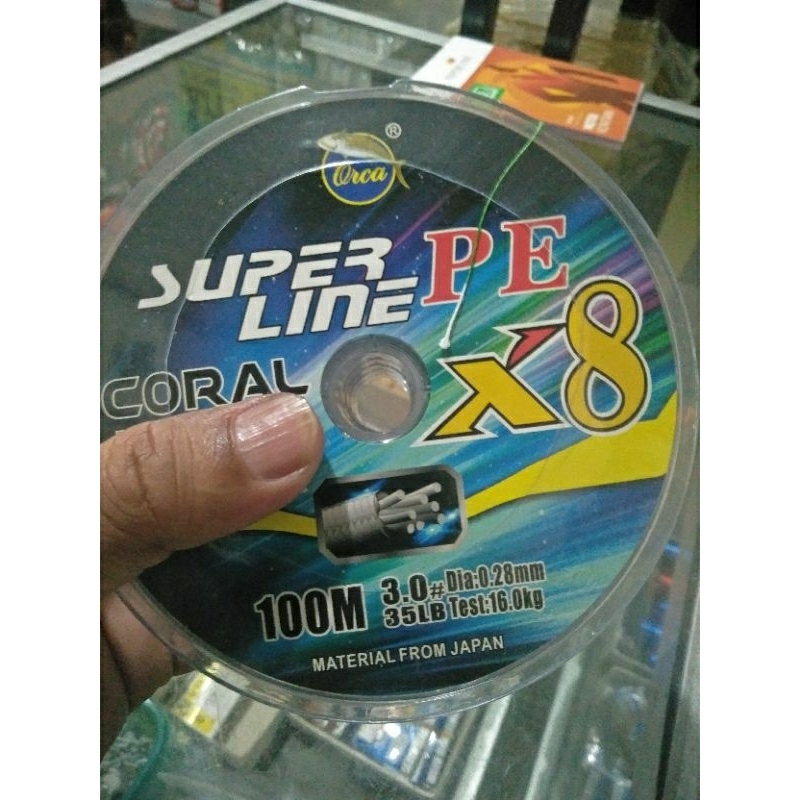 ®
Orca
SUPER PE
LINE
CORAL
X8
100M 3.0# Dia:0.28mm
35LB Test:16.0kg
MATERIAL FROM JAPAN